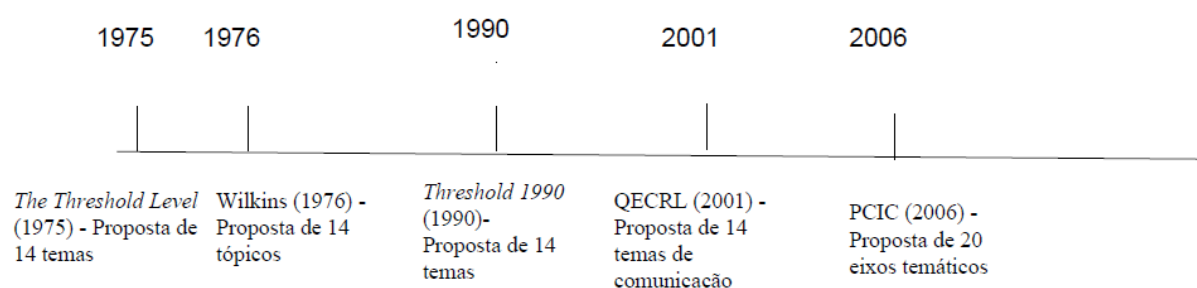 1975
1976
1990
2001
2006
The Threshold Level
(1975) - Proposta de
14 temas
Wilkins (1976) -
Proposta de 14
tópicos
Threshold 1990
(1990)-
Proposta de 14
temas
QECRL (2001) -
Proposta de 14
temas de
comunicacão
PCIC (2006) -
Proposta de 20
eixos temáticos